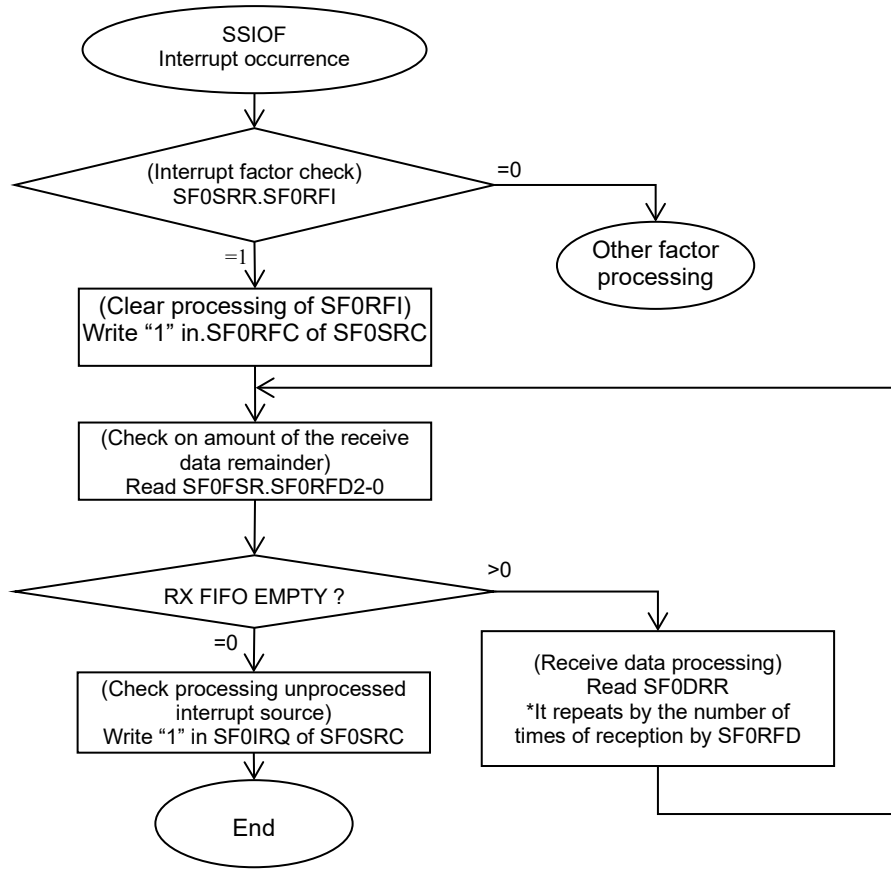 SSIOF
Interrupt occurrence
(Interrupt factor check)
SF0SRR.SF0RFI
=0
Other factor
processing
=1
(Clear processing of SF0RFI)
Write “1” in.SF0RFC of SF0SRC
(Check on amount of the receive
data remainder)
Read SF0FSR.SF0RFD2-0
RX FIFO EMPTY ?
>0
=0
(Receive data processing)
Read SF0DRR
*It repeats by the number of
times of reception by SF0RFD
(Check processing unprocessed
interrupt source)
Write “1” in SF0IRQ of SF0SRC
End